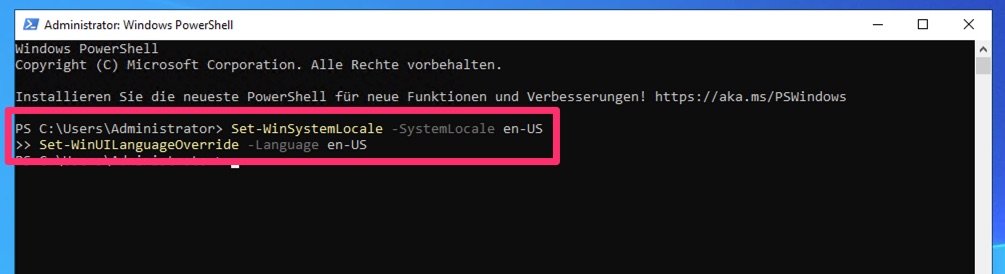 Administrator: Windows PowerShell
Windows PowerShell
Copyright (C) Microsoft Corporation. Alle Rechte vorbehalten.
Installieren Sie die neueste PowerShell für neue Funktionen und Verbesserungen! https://aka.ms/PSWindows
PS C:\Users\Administrator> Set-WinSystemLocale -SystemLocale en-US
>> Set-WinUILanguageOverride -Language en-US